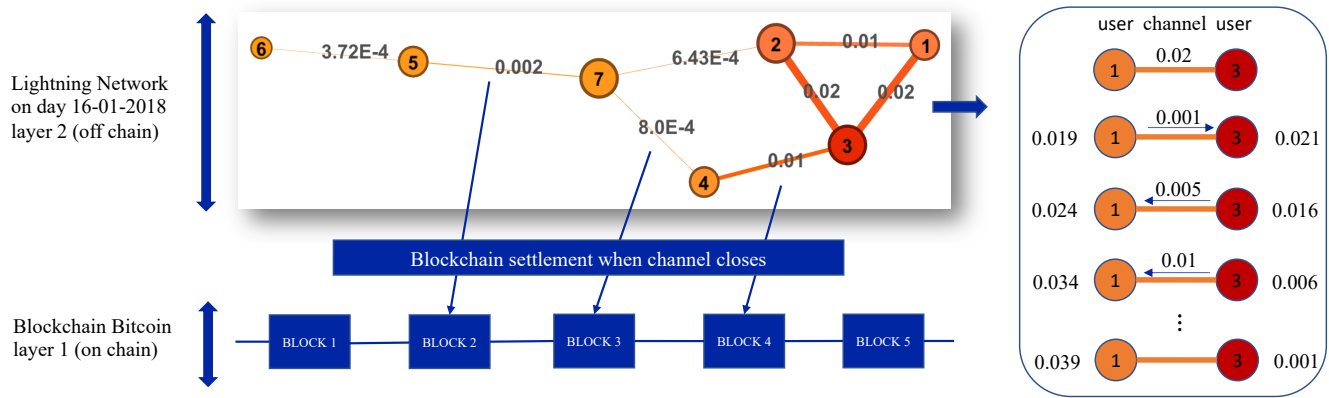 Lightning Network
on day 16-01-2018
layer 2 (off chain)
6
3.72E-4
5
0.002
7
6.43E-4
2
0.01
1
0.02
0.02
8.0E-4
3
0.01
4
Blockchain settlement when channel closes
Blockchain Bitcoin
layer 1 (on chain)
BLOCK 1
BLOCK 2
BLOCK 3
BLOCK 4
BLOCK 5
user channel user
1 0.02 3
0.019 1 0.001 3 0.021
0.024 1 0.005 3 0.016
0.034 1 0.01 3 0.006
⋮
0.039 1 3 0.001